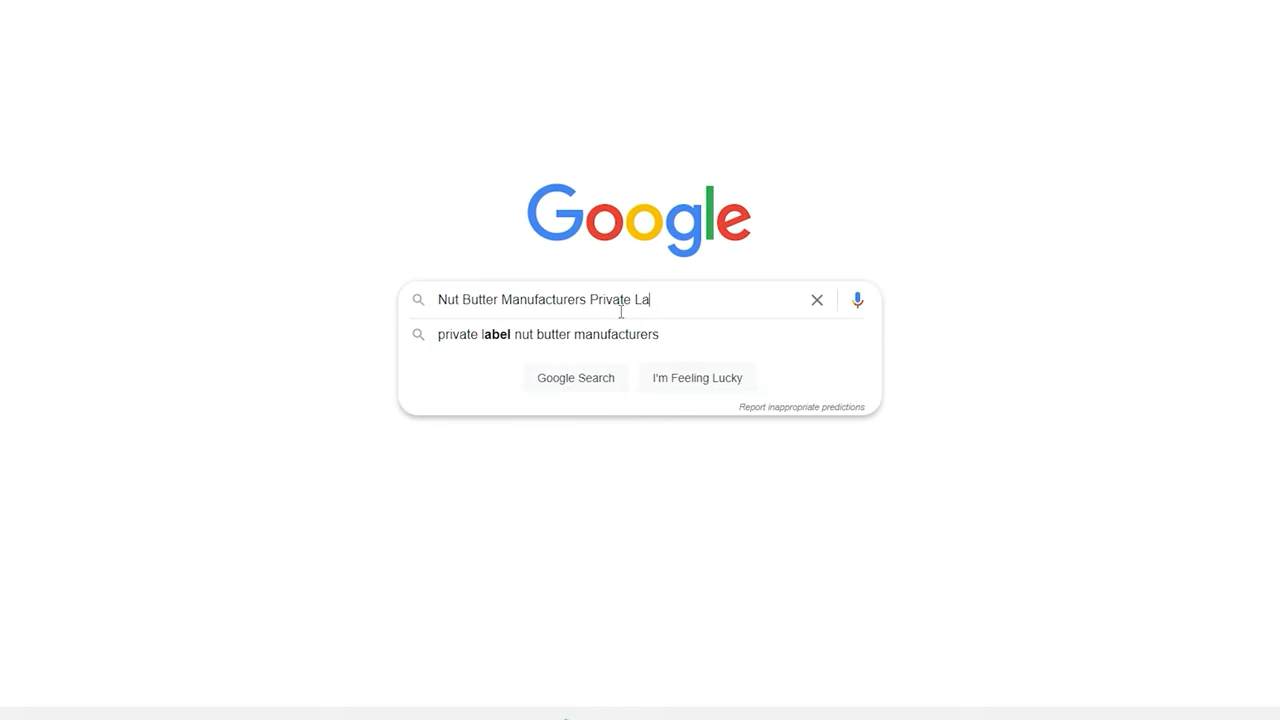 Google
Nut Butter Manufacturers Private La
private label nut butter manufacturers
Google Search
I'm Feeling Lucky
Report inappropriate predictions